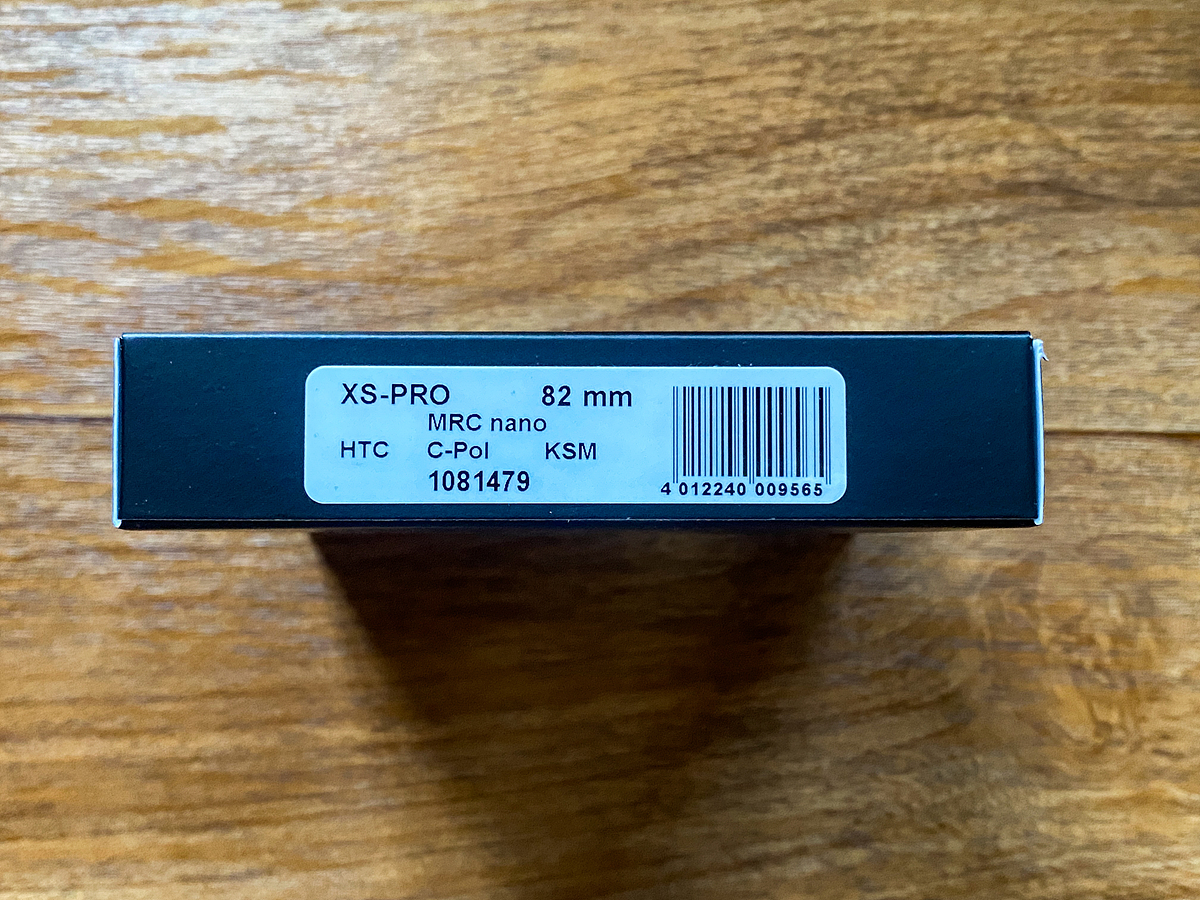 XS-PRO 82 mm
MRC nano
HTC C-Pol KSM
1081479
4 012240 009565